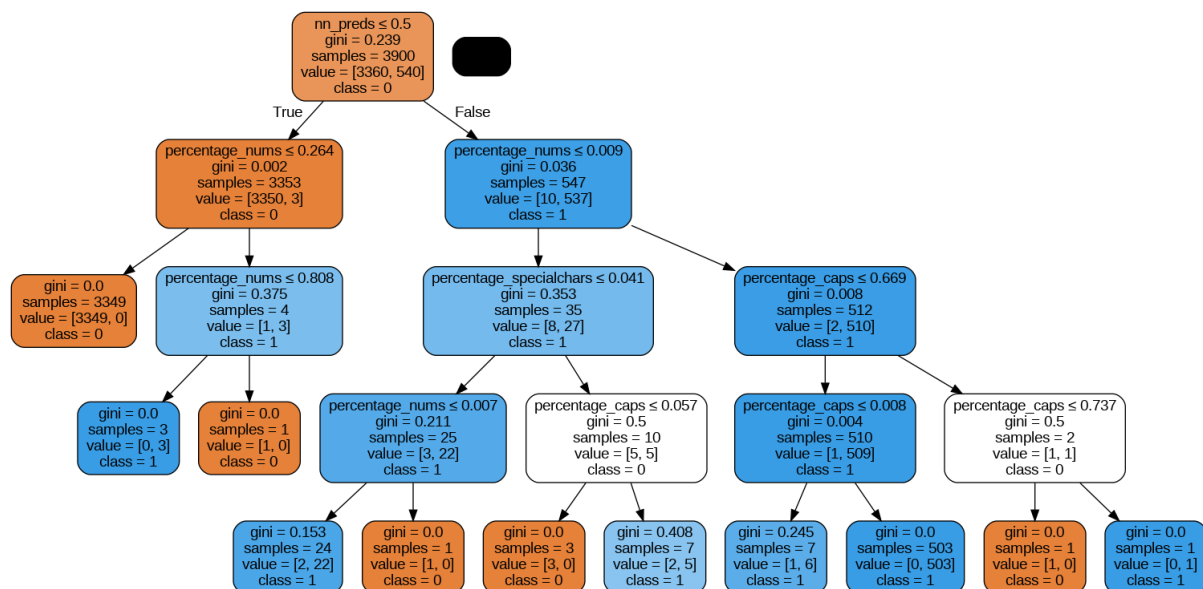 nn_preds ≤ 0.5
gini = 0.239
samples = 3900
value = [3360, 540]
class = 0
True
False
percentage_nums ≤ 0.264
gini = 0.002
samples = 3353
value = [3350, 3]
class = 0
percentage_nums ≤ 0.009
gini = 0.036
samples = 547
value = [10, 537]
class = 1
gini = 0.0
samples = 3349
value = [3349, 0]
class = 0
percentage_nums ≤ 0.808
gini = 0.375
samples = 4
value = [1, 3]
class = 1
percentage_specialchars ≤ 0.041
gini = 0.353
samples = 35
value = [8, 27]
class = 1
percentage_caps ≤ 0.669
gini = 0.008
samples = 512
value = [2, 510]
class = 1
gini = 0.0
samples = 3
value = [0, 3]
class = 1
gini = 0.0
samples = 1
value = [1, 0]
class = 0
percentage_nums ≤ 0.007
gini = 0.211
samples = 25
value = [3, 22]
class = 1
percentage_caps ≤ 0.057
gini = 0.5
samples = 10
value = [5, 5]
class = 0
percentage_caps ≤ 0.008
gini = 0.004
samples = 510
value = [1, 509]
class = 1
percentage_caps ≤ 0.737
gini = 0.5
samples = 2
value = [1, 1]
class = 0
gini = 0.153
samples = 24
value = [2, 22]
class = 1
gini = 0.0
samples = 1
value = [1, 0]
class = 0
gini = 0.0
samples = 3
value = [3, 0]
class = 0
gini = 0.408
samples = 7
value = [2, 5]
class = 1
gini = 0.245
samples = 7
value = [1, 6]
class = 1
gini = 0.0
samples = 503
value = [0, 503]
class = 1
gini = 0.0
samples = 1
value = [1, 0]
class = 0
gini = 0.0
samples = 1
value = [0, 1]
class = 1